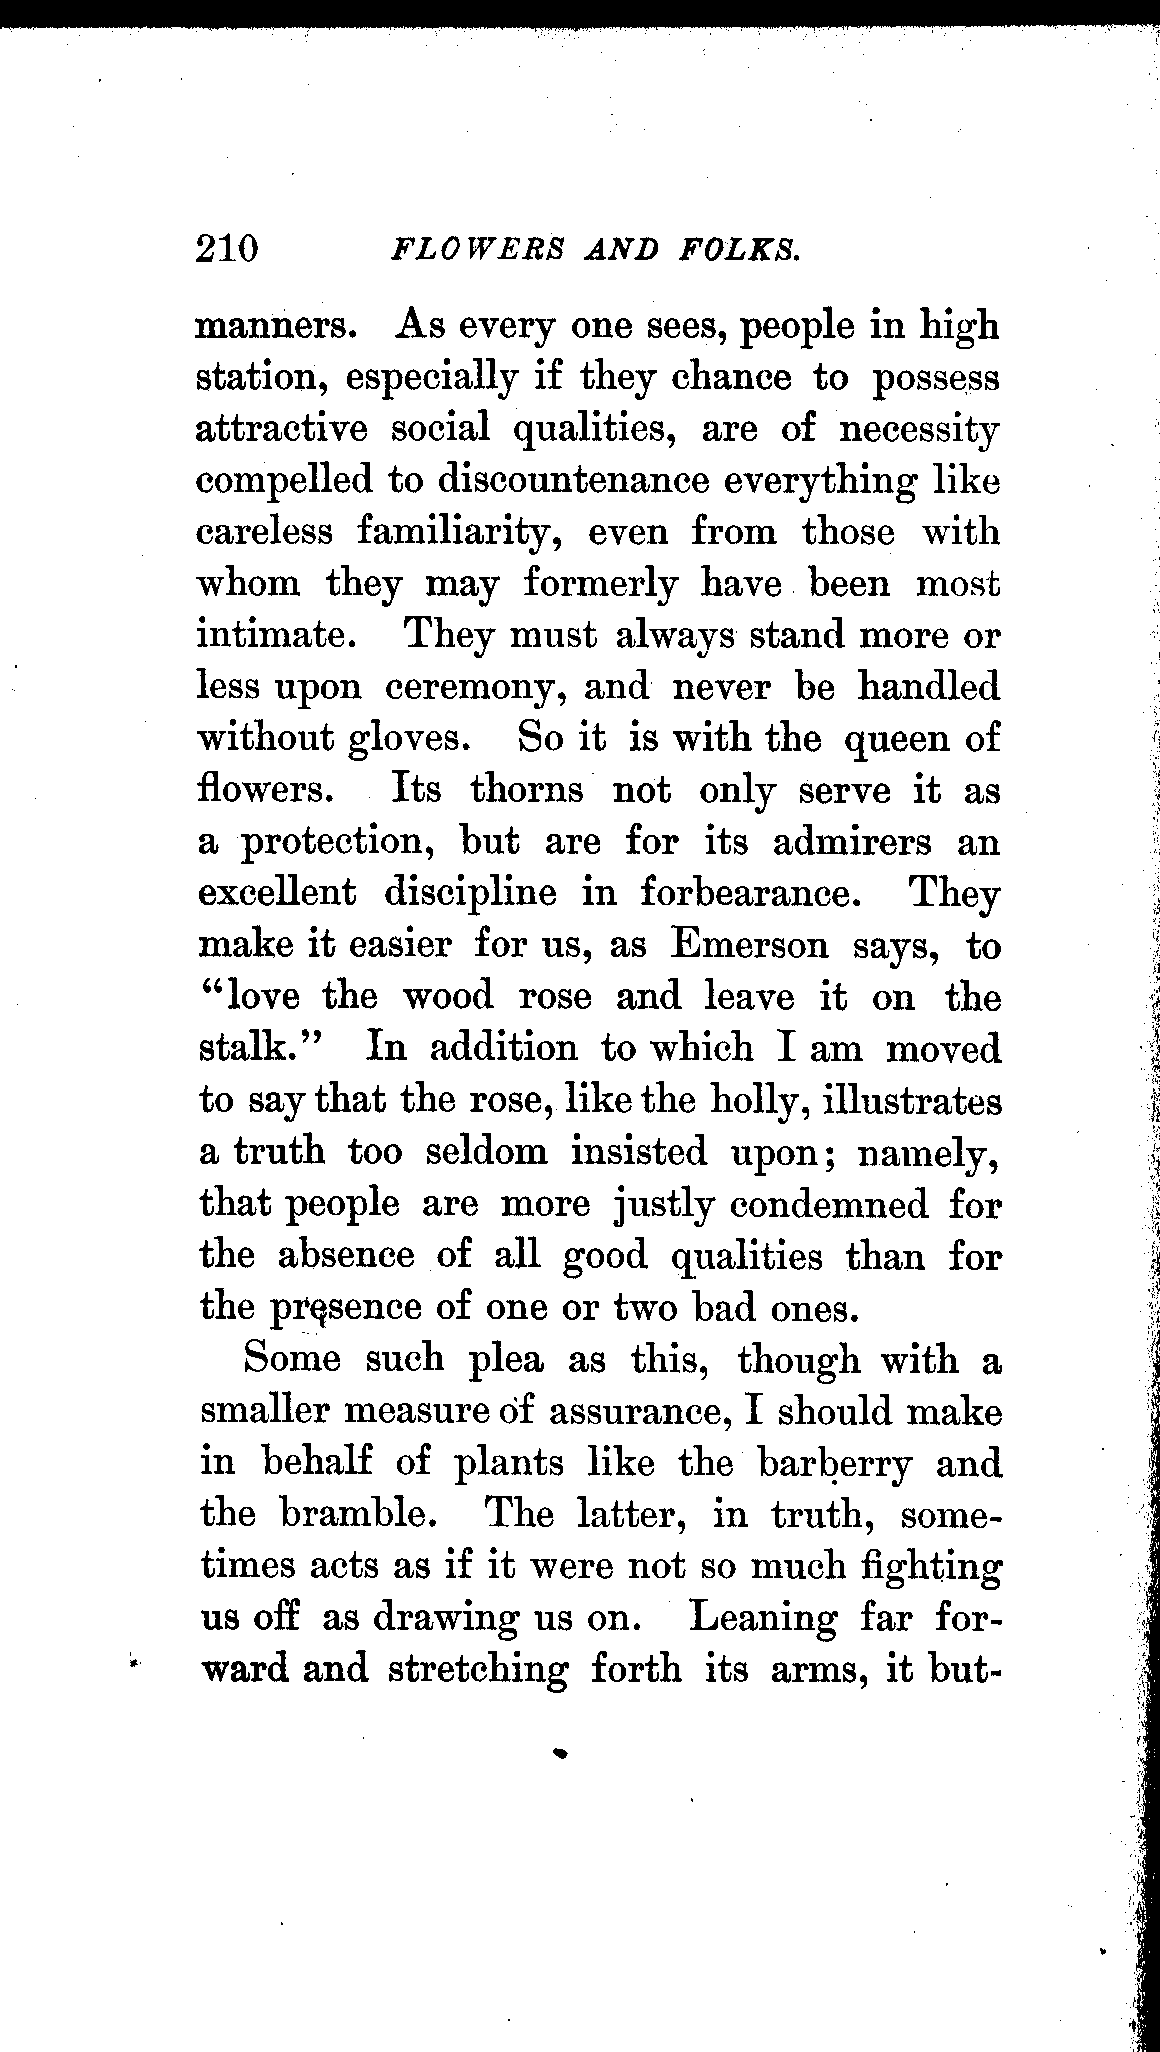 210 FLOWERS AND FOLKS.
manners. As every one sees, people in high
station, especially if they chance to possess
attractive social qualities, are of necessity
compelled to discountenance everything like
careless familiarity, even from those with
whom they may formerly have been most
intimate. They must always stand more or
less upon ceremony, and never be handled
without gloves. So it is with the queen of
flowers. Its thorns not only serve it as
a protection, but are for its admirers an
excellent discipline in forbearance. They
make it easier for us, as Emerson says, to
“love the wood rose and leave it on the
stalk.” In addition to which I am moved
to say that the rose, like the holly, illustrates
a truth too seldom insisted upon; namely,
that people are more justly condemned for
the absence of all good qualities than for
the presence of one or two bad ones.
Some such plea as this, though with a
smaller measure of assurance, I should make
in behalf of plants like the barberry and
the bramble. The latter, in truth, some-
times acts as if it were not so much fighting
us off as drawing us on. Leaning far for-
ward and stretching forth its arms, it but-